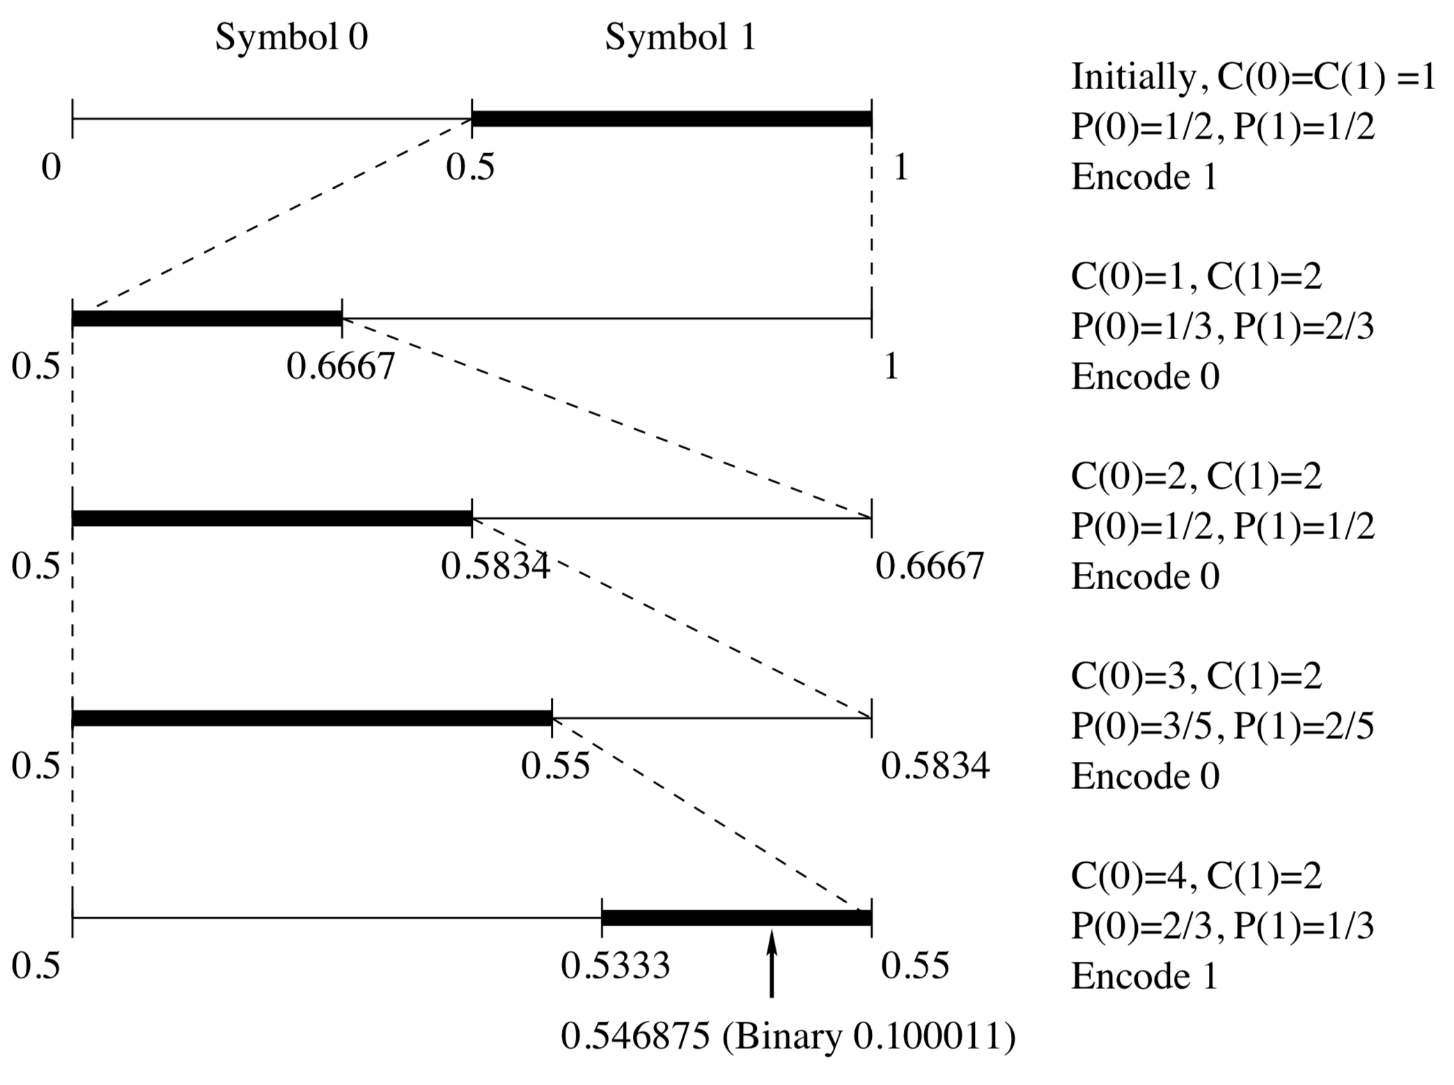 Symbol 0 Symbol 1
Initially, C(0)=C(1) =1
P(0)=1/2, P(1)=1/2
Encode 1
0 0.5 1
C(0)=1, C(1)=2
P(0)=1/3, P(1)=2/3
Encode 0
0.5 0.6667 1
C(0)=2, C(1)=2
P(0)=1/2, P(1)=1/2
Encode 0
0.5 0.5834 0.6667
C(0)=3, C(1)=2
P(0)=3/5, P(1)=2/5
Encode 0
0.5 0.55 0.5834
C(0)=4, C(1)=2
P(0)=2/3, P(1)=1/3
Encode 1
0.5 0.5333 0.55
0.546875 (Binary 0.100011)